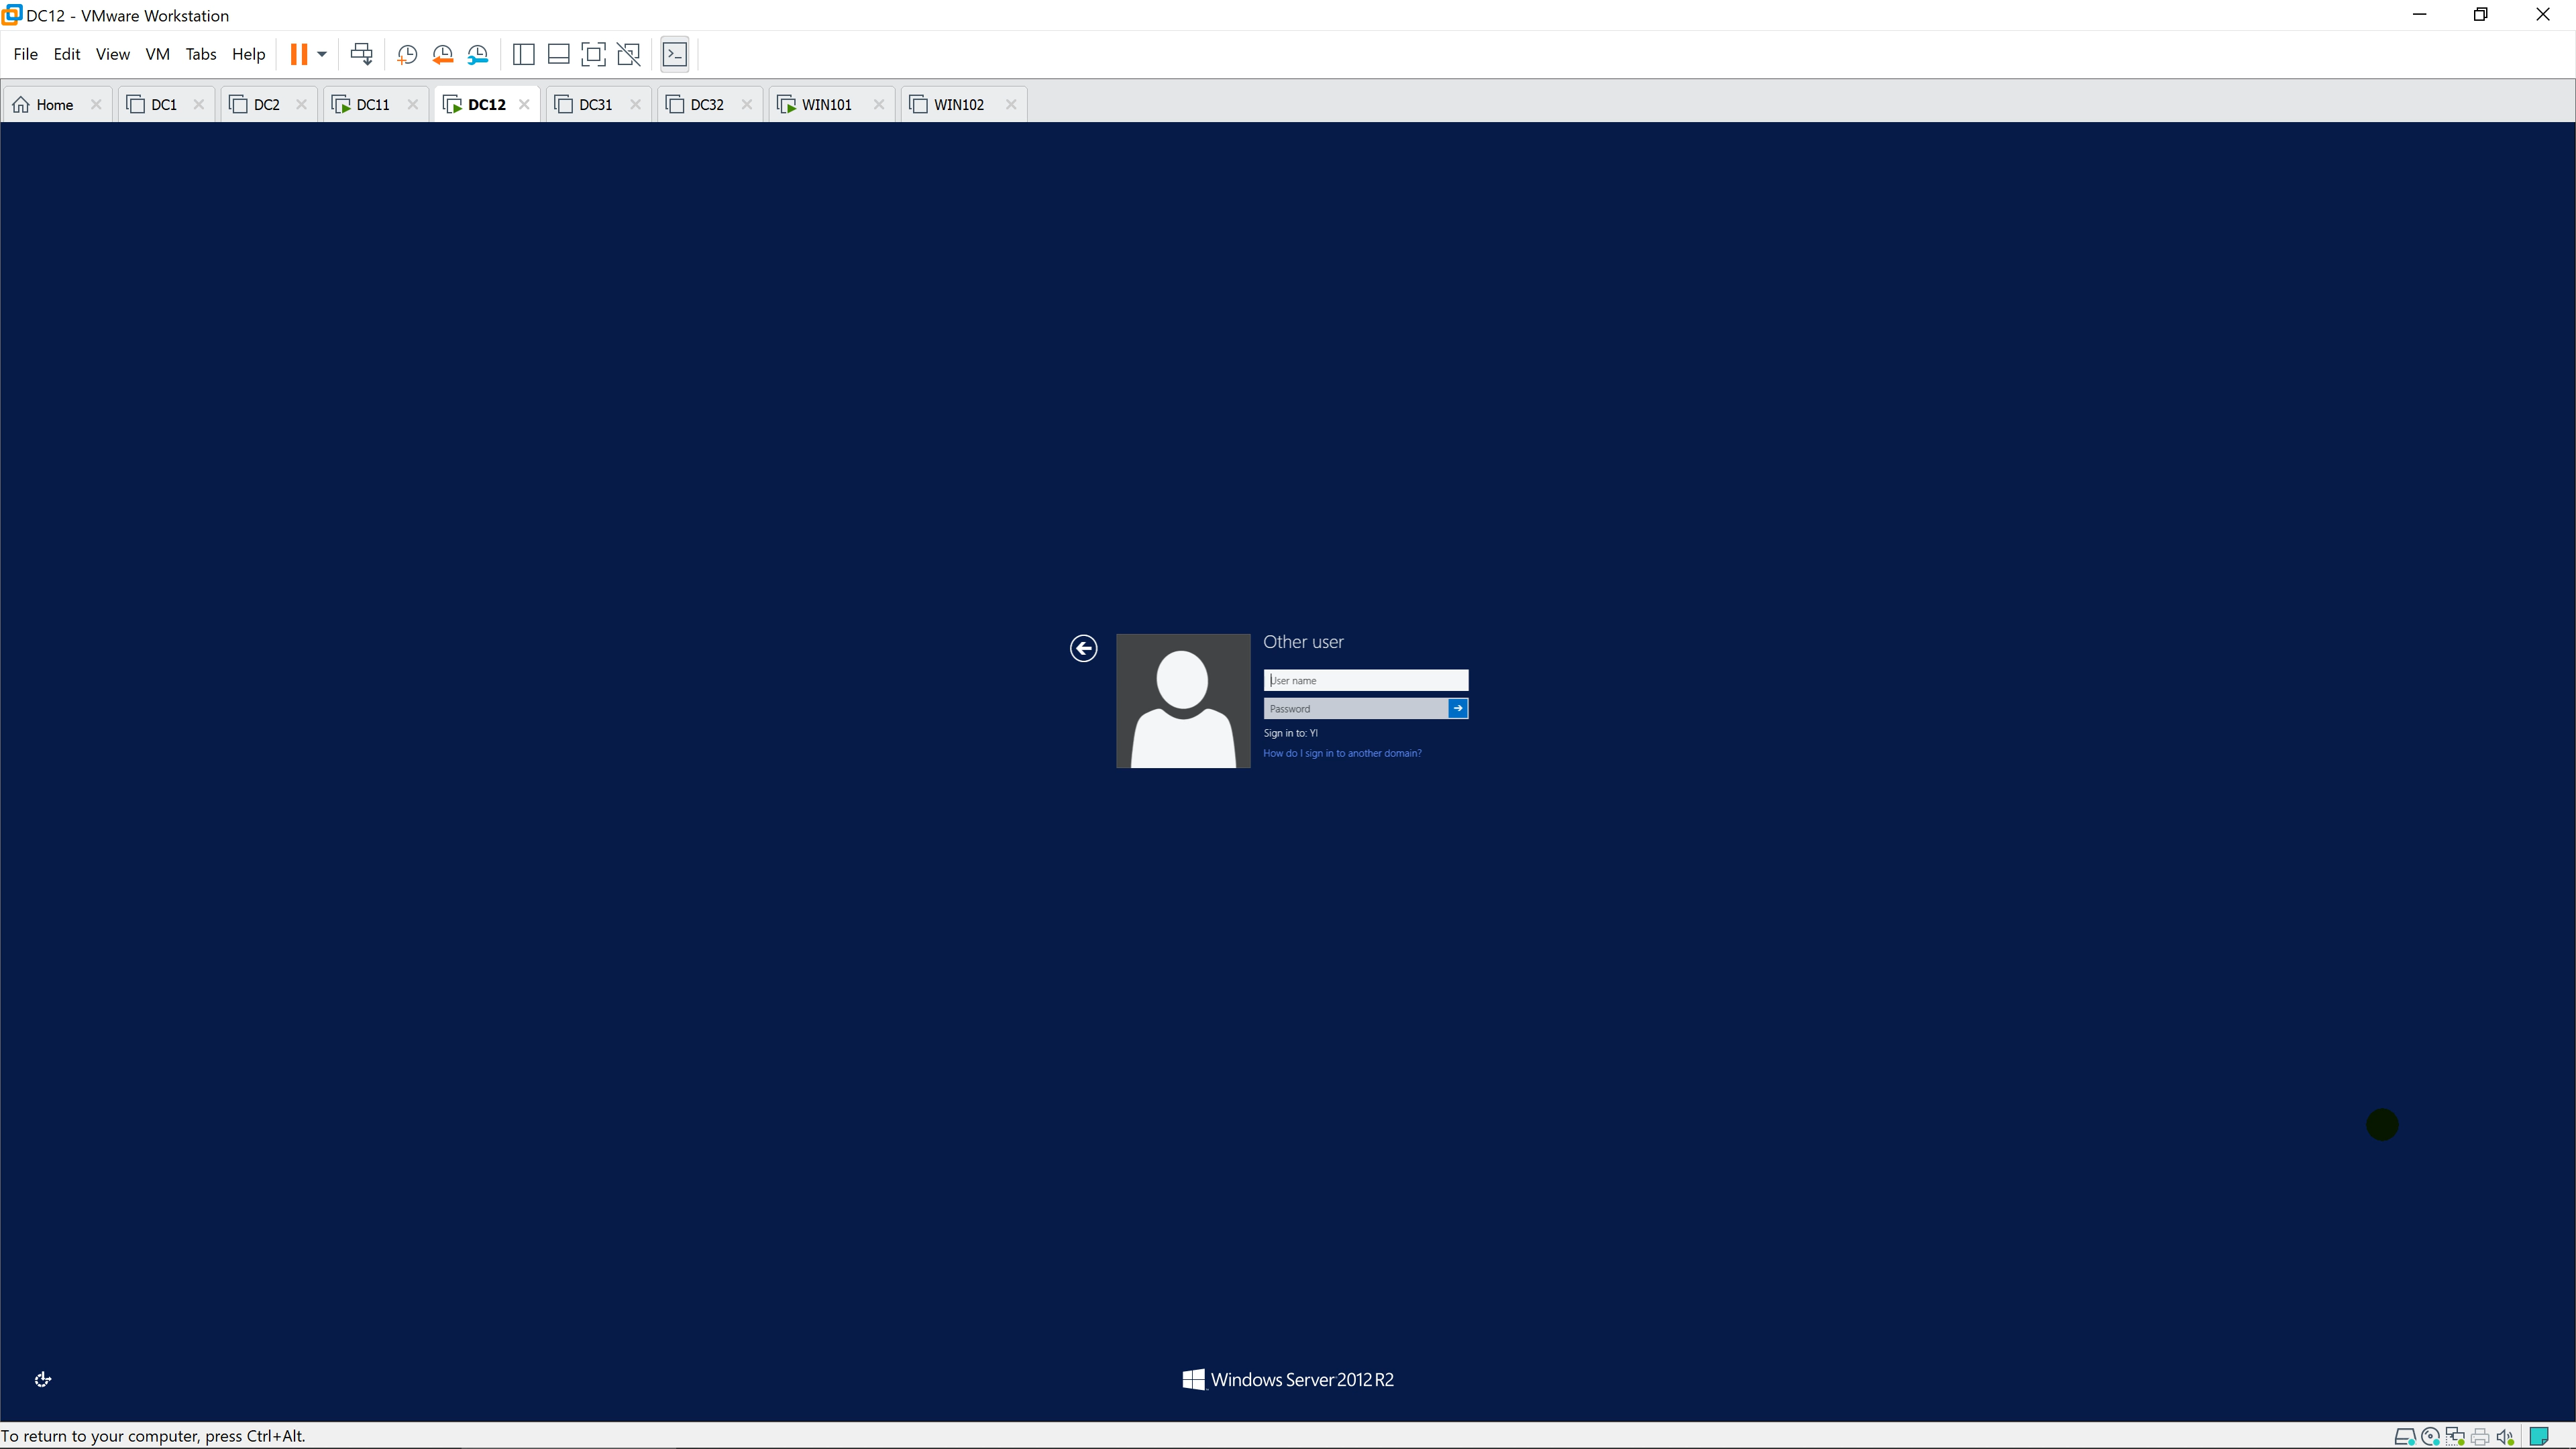 DC12 - VMware Workstation
File Edit View VM Tabs Help
Home DC1 DC2 DC11 DC12 DC31 DC32 WIN101 WIN102
Other user
User name
Password
Sign in to: YI
How do I sign in to another domain?
Windows Server 2012 R2
To return to your computer, press Ctrl+Alt.